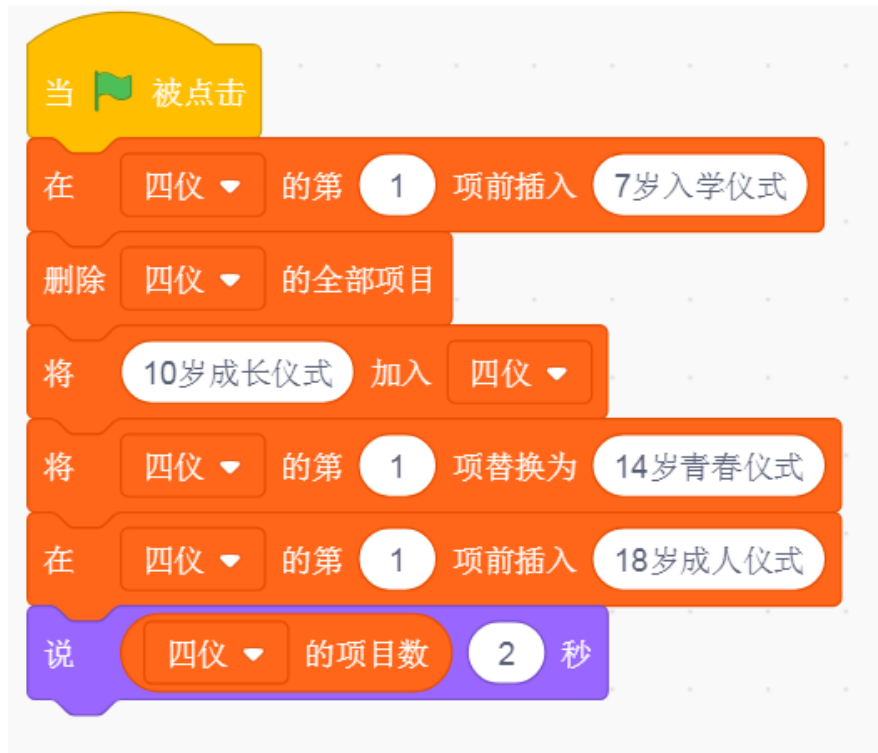 当 被点击
在 四仪 的第 1 项前插入 7岁入学仪式
删除 四仪 的全部项目
将 10岁成长仪式 加入 四仪
将 四仪 的第 1 项替换为 14岁青春仪式
在 四仪 的第 1 项前插入 18岁成人仪式
说 四仪 的项目数 2 秒